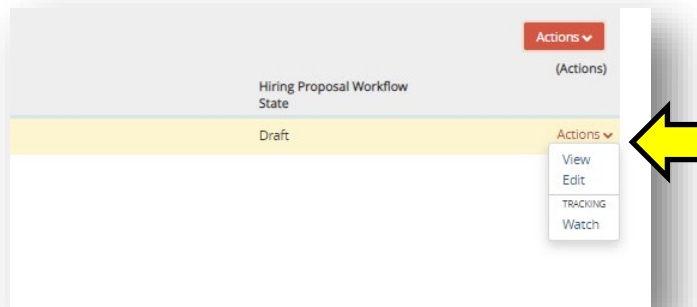 Actions
(Actions)
Hiring Proposal Workflow
State
Draft
Actions
View
Edit
TRACKING
Watch